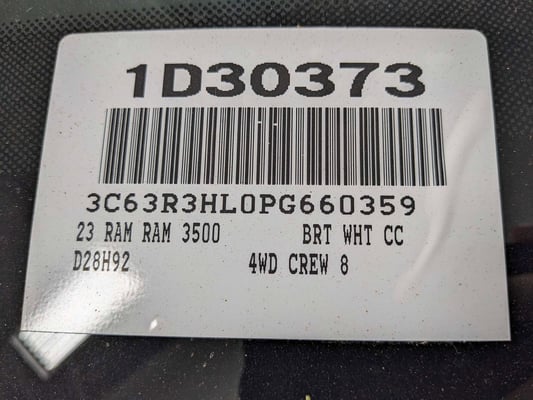 1D30373
3C63R3HL0PG660359
23 RAM RAM 3500 BRT WHT CC
D28H92 4WD CREW 8